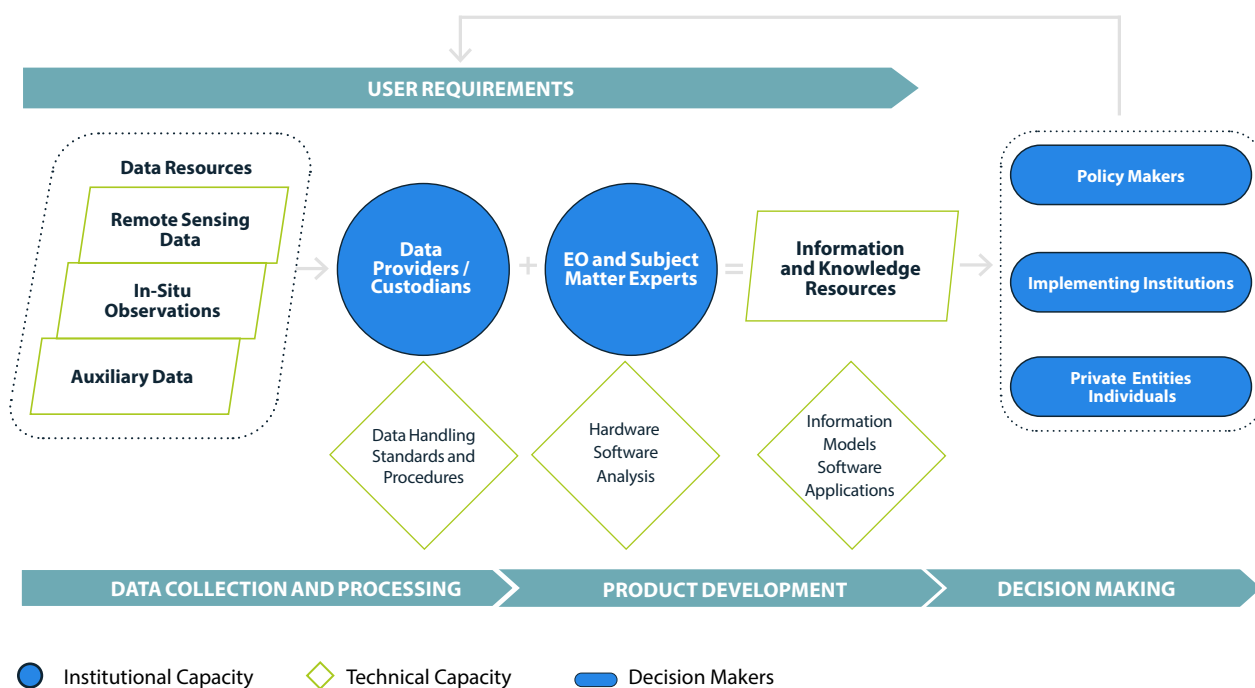 USER REQUIREMENTS
Data Resources
Remote Sensing
Data
In-Situ
Observations
Auxiliary Data
Data
Providers /
Custodians
+
EO and Subject
Matter Experts
=
Information
and Knowledge
Resources
Policy Makers
Implementing Institutions
Private Entities
Individuals
Data Handling
Standards and
Procedures
Hardware
Software
Analysis
Information
Models
Software
Applications
DATA COLLECTION AND PROCESSING
PRODUCT DEVELOPMENT
DECISION MAKING
Institutional Capacity
Technical Capacity
Decision Makers